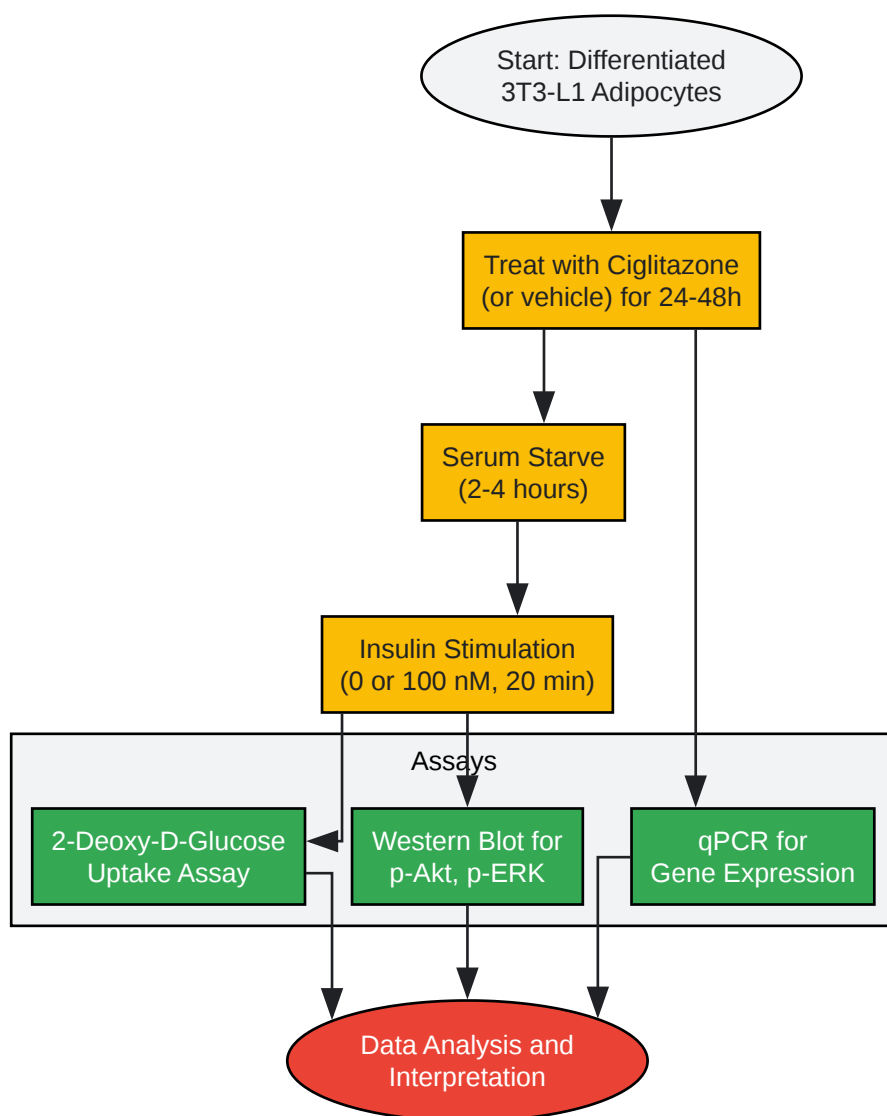 Start: Differentiated
3T3-L1 Adipocytes
Treat with Ciglitazone
(or vehicle) for 24-48h
Serum Starve
(2-4 hours)
Insulin Stimulation
(0 or 100 nM, 20 min)
Assays
2-Deoxy-D-Glucose
Uptake Assay
Western Blot for
p-Akt, p-ERK
qPCR for
Gene Expression
Data Analysis and
Interpretation